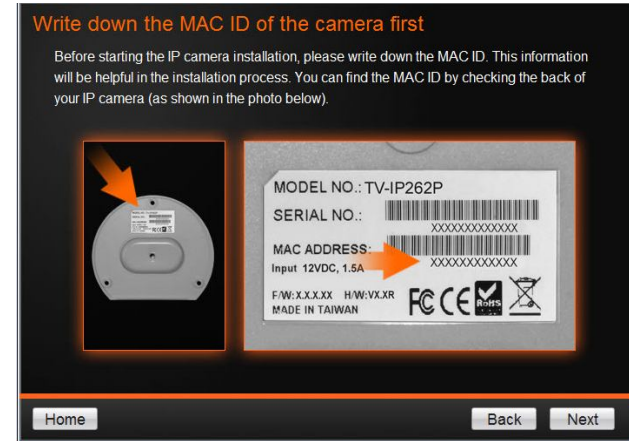 Write down the MAC ID of the camera first
Before starting the IP camera installation, please write down the MAC ID. This information
will be helpful in the installation process. You can find the MAC ID by checking the back of
your IP camera (as shown in the photo below).
MODEL NO.: TV-IP262P
SERIAL NO.:
XXXXXXXXXXXXX
MAC ADDRESS:
XXXXXXXXXXXX
Input 12VDC, 1.5A
F/W:X.X.X.XX H/W:VX.XR
MADE IN TAIWAN
FC CE RoHS
Home
Back
Next